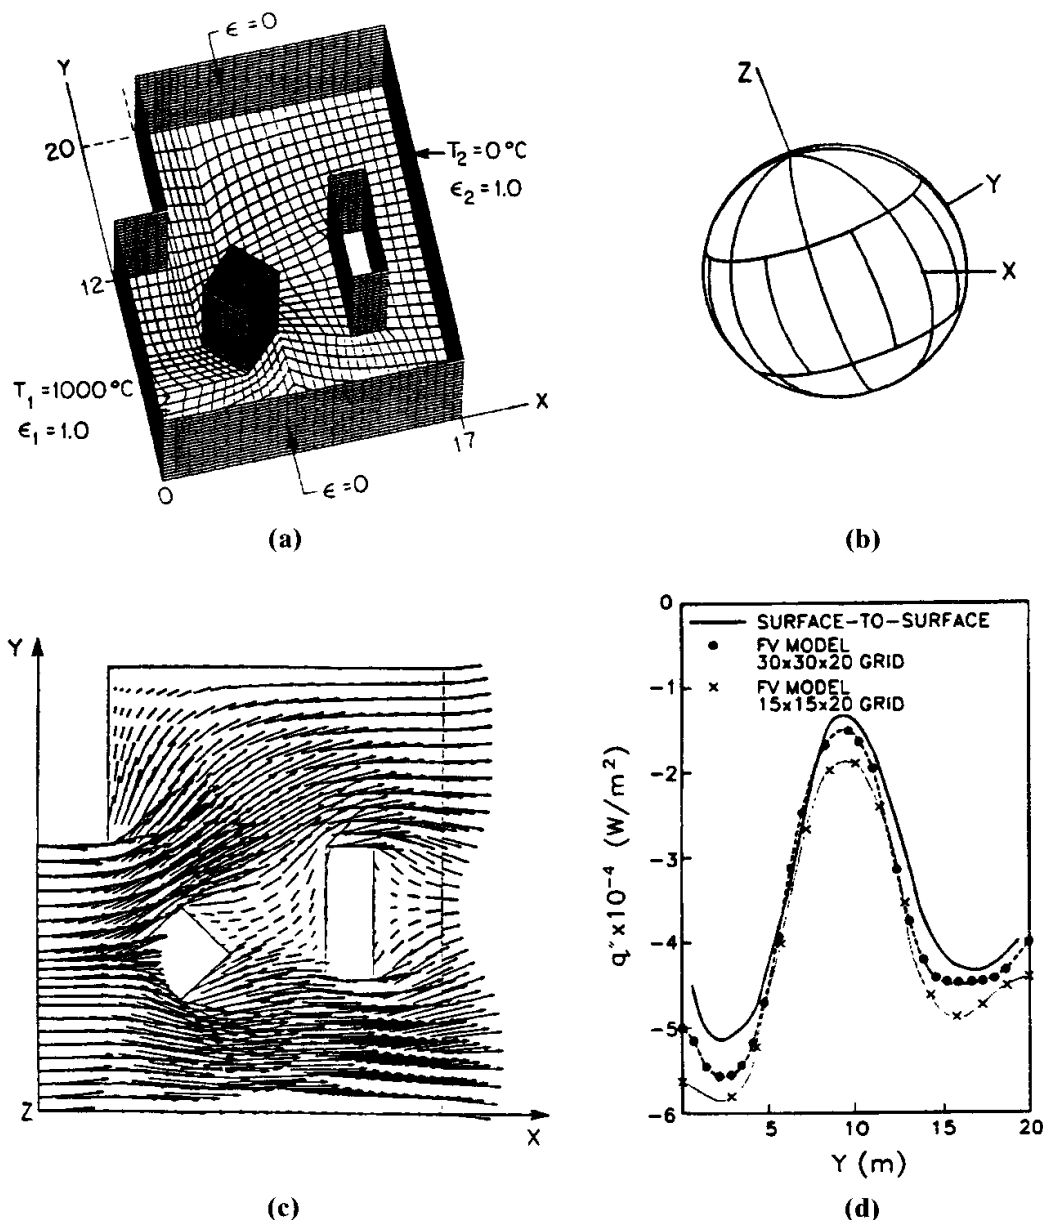 ϵ = 0
Y
20
T₂ = 0 °C
ϵ₂ = 1.0
12
T₁ = 1000 °C
ϵ₁ = 1.0
X
17
0
ϵ = 0
(a)
Z
Y
X
(b)
Y
Z
X
(c)
0
SURFACE-TO-SURFACE
FV MODEL
30x30x20 GRID
FV MODEL
15x15x20 GRID
-1
-2
-3
-4
-5
-6
q″ x10⁻⁴ (W/m²)
5
10
15
20
Y (m)
(d)